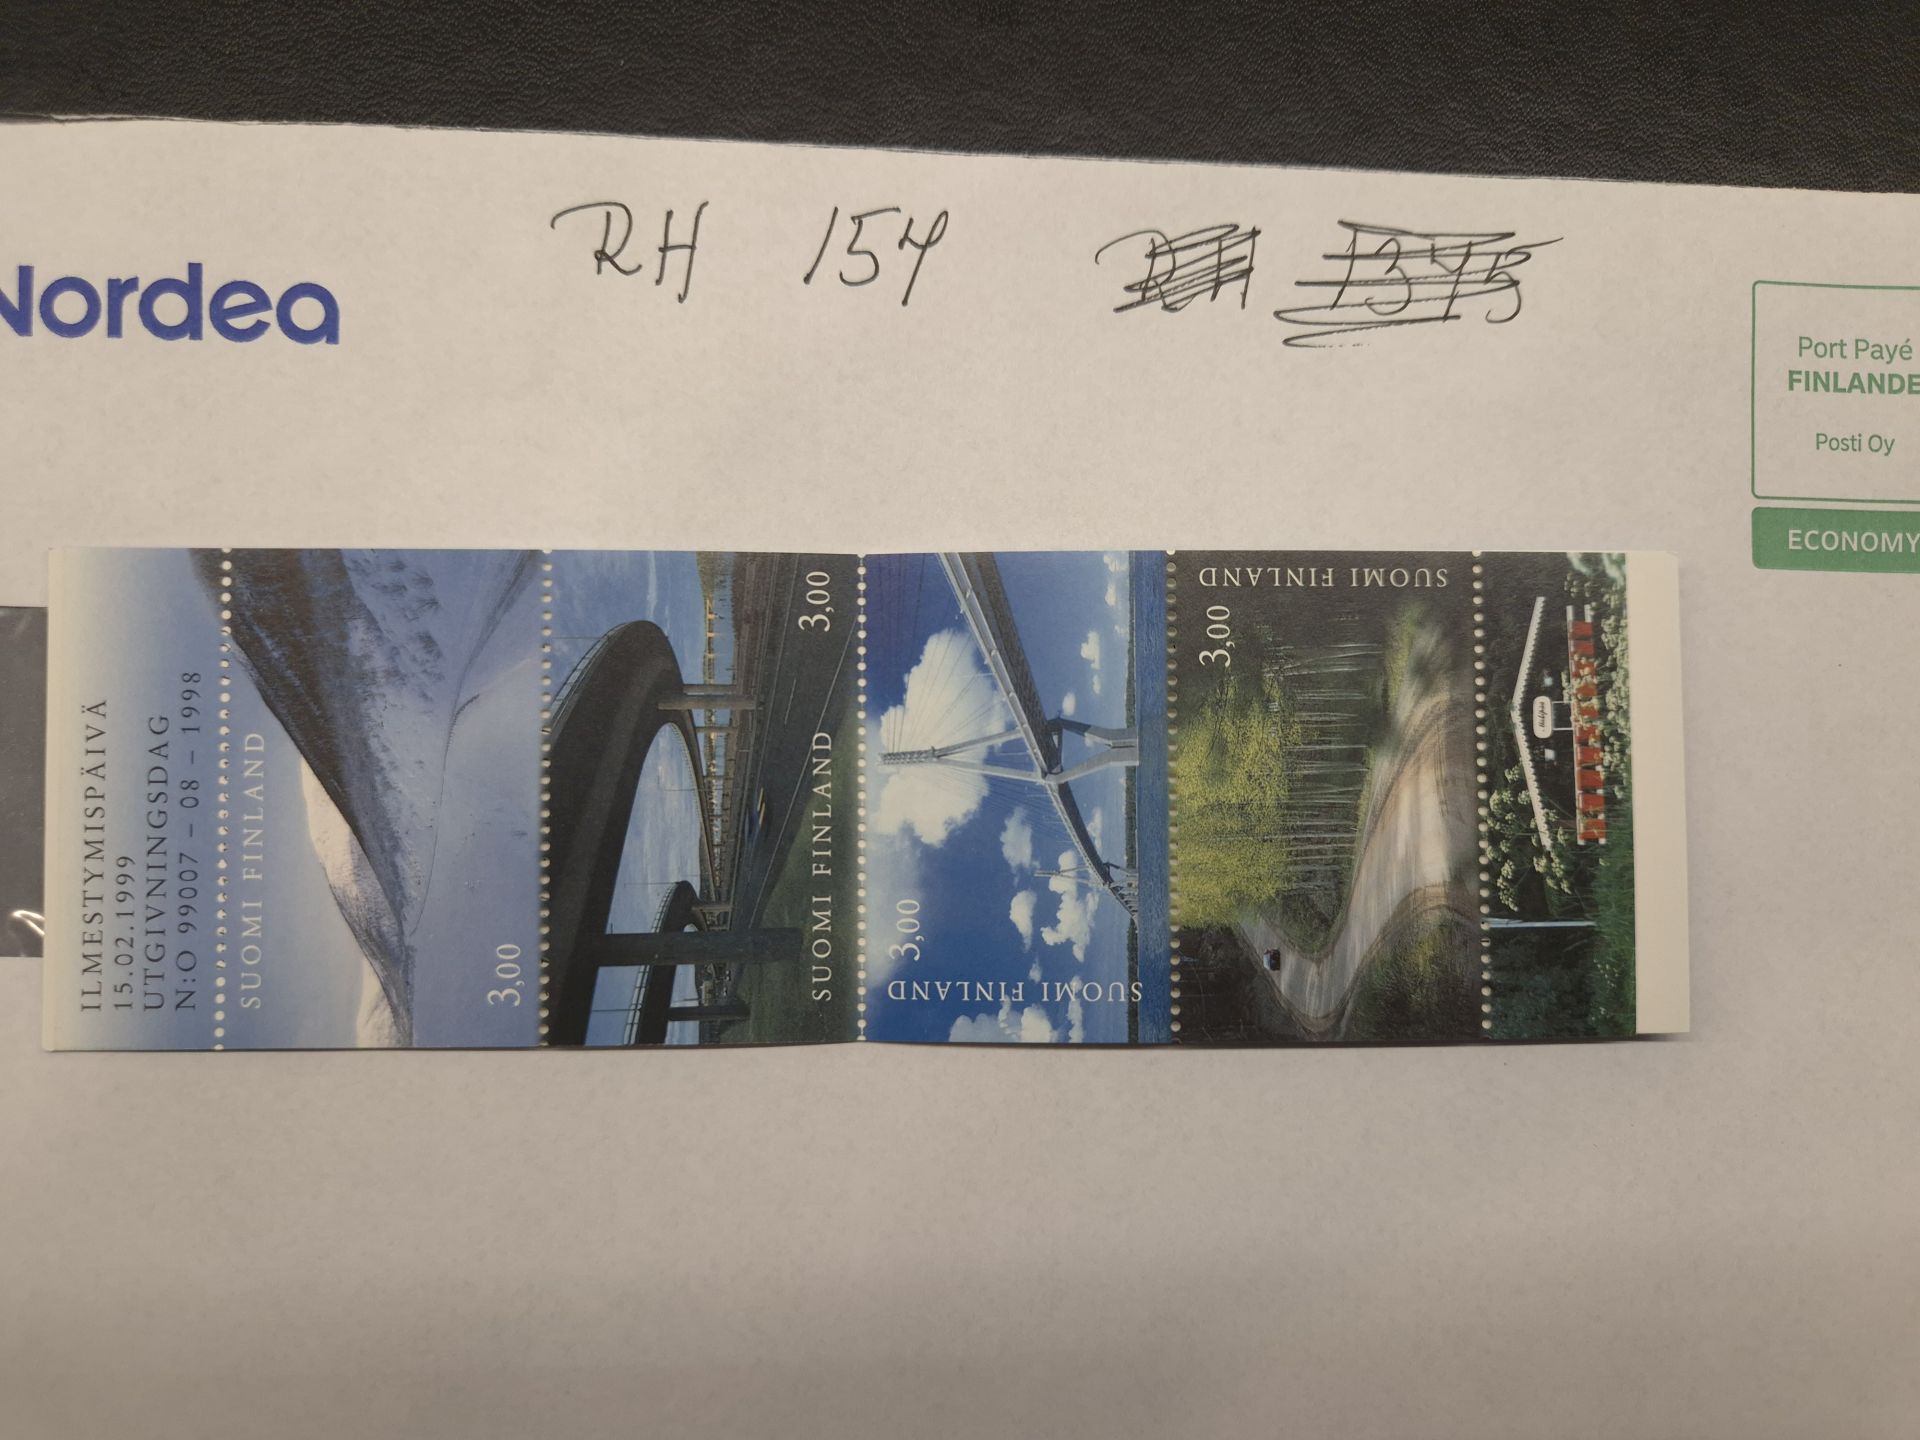 RH 154
Nordea
Port Payé
FINLANDE
Posti Oy
ECONOMY
ILMESTYMISPÄIVÄ
15.02.1999
UTGIVNINGSDAG
N:O 99007 – 08 – 1998
SUOMI FINLAND
3,00
3,00
SUOMI FINLAND
3,00
SUOMI FINLAND
3,00
SUOMI FINLAND